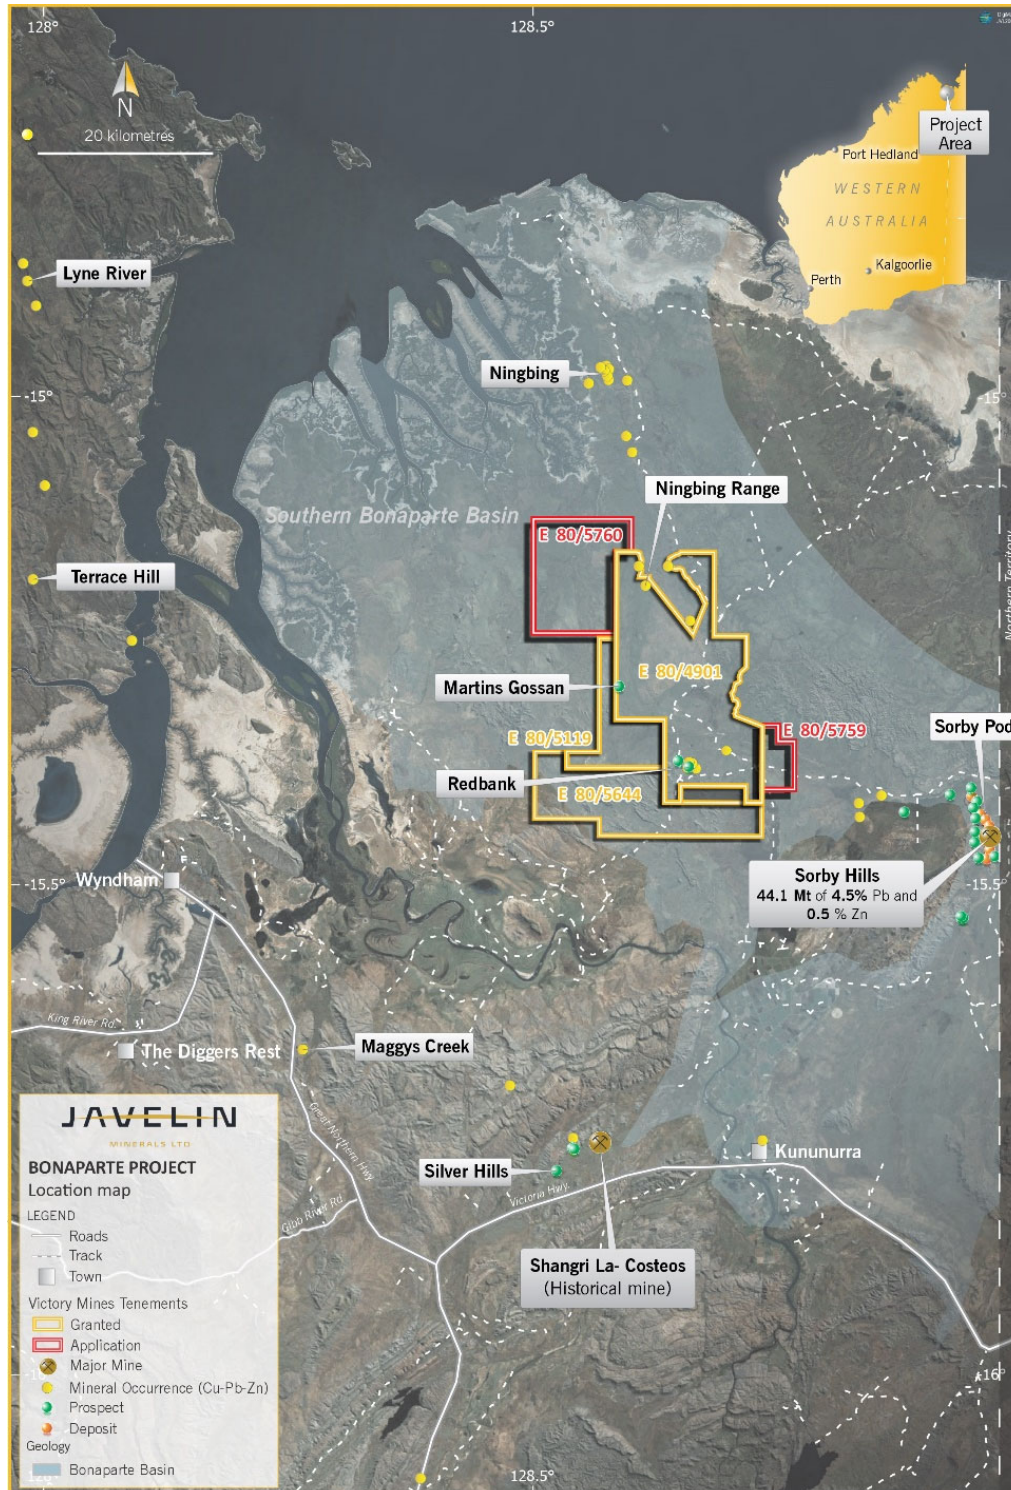 128°
128.5°
N
20 kilometres
Project
Area
Port Hedland
WESTERN
AUSTRALIA
Kalgoorlie
Perth
Lyne River
Ningbing
-15°
-15°
Ningbing Range
Southern Bonaparte Basin
E 80/5760
Northern Territory
Terrace Hill
E 80/4901
Martins Gossan
Sorby Pod
E 80/5119
E 80/5759
Redbank
E 80/5644
Wyndham
Sorby Hills
44.1 Mt of 4.5% Pb and
0.5 % Zn
-15.5°
King River Rd.
The Diggers Rest
Maggys Creek
Great Northern Hwy
Kununurra
Silver Hills
Victoria Hwy
Gibb River Rd
Shangri La- Costeos
(Historical mine)
JAVELIN
MINERALS LTD
BONAPARTE PROJECT
Location map
LEGEND
Roads
Track
Town
Victory Mines Tenements
Granted
Application
Major Mine
Mineral Occurrence (Cu-Pb-Zn)
Prospect
Deposit
Geology
Bonaparte Basin
-16°
128.5°